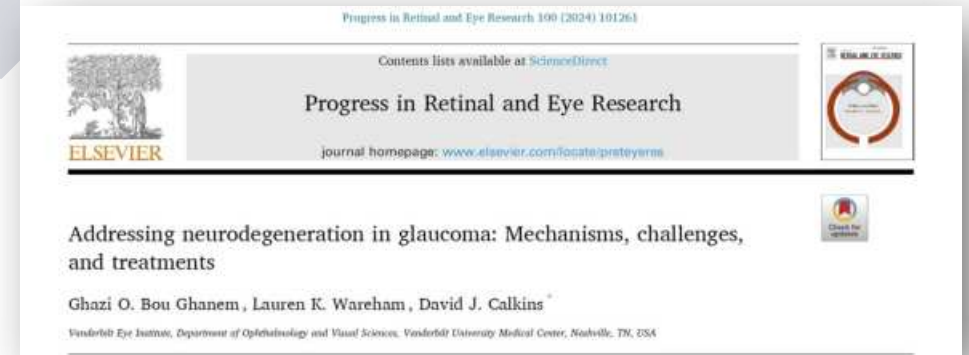 Progress in Retinal and Eye Research 100 (2024) 101261
Contents lists available at ScienceDirect
Progress in Retinal and Eye Research
ELSEVIER
journal homepage: www.elsevier.com/locate/preteyeres
Check for
updates
Addressing neurodegeneration in glaucoma: Mechanisms, challenges,
and treatments
Ghazi O. Bou Ghanem, Lauren K. Wareham, David J. Calkins *
Vanderbilt Eye Institute, Department of Ophthalmology and Visual Sciences, Vanderbilt University Medical Center, Nashville, TN, USA